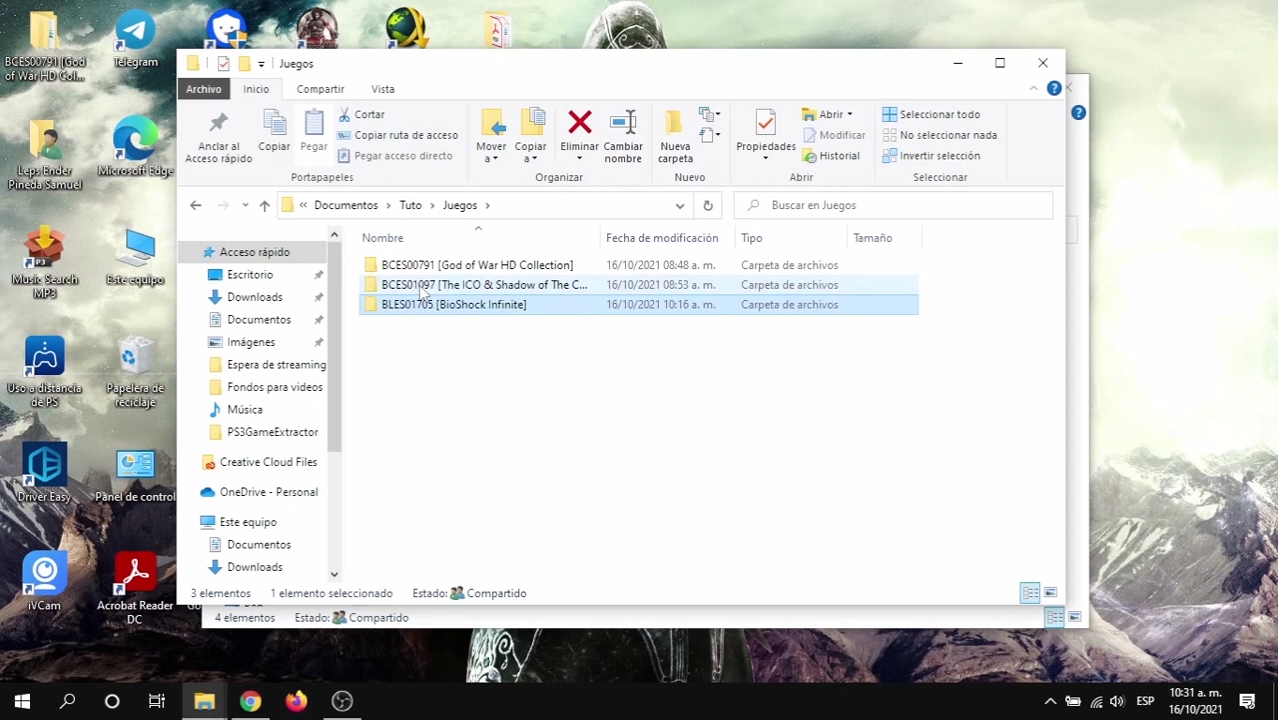 BCES00791 [God
of War HD Col...
Telegram
Leps Ender
Pineda Samuel
Microsoft Edge
Music Search
MP3
Este equipo
Uso a distancia
de PS
Papelera de
reciclaje
Driver Easy
Panel de control
iVCam
Acrobat Reader
DC
Juegos
Archivo
Inicio
Compartir
Vista
Anclar al
Acceso rápido
Copiar
Pegar
Cortar
Copiar ruta de acceso
Pegar acceso directo
Portapapeles
Mover
a
Copiar
a
Eliminar
Cambiar
nombre
Organizar
Nueva
carpeta
Nuevo
Propiedades
Abrir
Modificar
Historial
Abrir
Seleccionar todo
No seleccionar nada
Invertir selección
Seleccionar
« Documentos > Tuto > Juegos >
Buscar en Juegos
Nombre
Fecha de modificación
Tipo
Tamaño
BCES00791 [God of War HD Collection] 16/10/2021 08:48 a. m. Carpeta de archivos
BCES01097 [The ICO & Shadow of The C... 16/10/2021 08:53 a. m. Carpeta de archivos
BLES01705 [BioShock Infinite] 16/10/2021 10:16 a. m. Carpeta de archivos
Acceso rápido
Escritorio
Downloads
Documentos
Imágenes
Espera de streaming
Fondos para videos
Música
PS3GameExtractor
Creative Cloud Files
OneDrive - Personal
Este equipo
Documentos
Downloads
3 elementos
1 elemento seleccionado
Estado: Compartido
4 elementos
Estado: Compartido
ESP
10:31 a. m.
16/10/2021